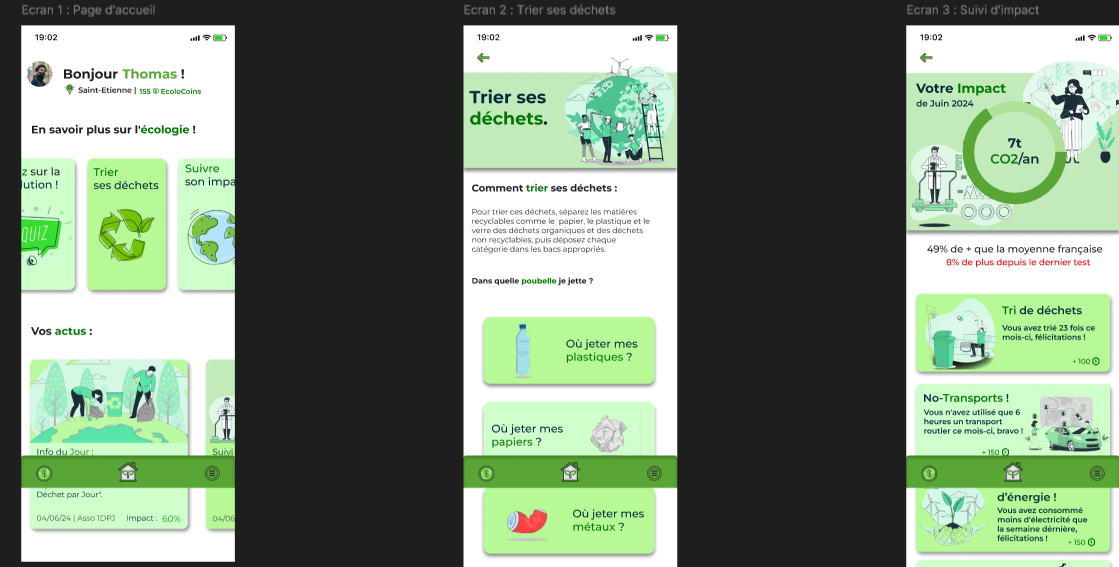 Ecran 1 : Page d'accueil
19:02
Bonjour Thomas !
Saint-Etienne | 155 EcoloCoins
En savoir plus sur l'écologie !
z sur la
lution !
QUIZ
Trier
ses déchets
Suivre
son impa
Vos actus :
Info du Jour :
Suivi
Déchet par Jour".
04/06/24 | Asso 1DPJ
Impact : 60%
04/06
Ecran 2 : Trier ses déchets
19:02
Trier ses
déchets.
Comment trier ses déchets :
Pour trier ces déchets, séparez les matières
recyclables comme le papier, le plastique et le
verre des déchets organiques et des déchets
non recyclables, puis déposez chaque
catégorie dans les bacs appropriés.
Dans quelle poubelle je jette ?
Où jeter mes
plastiques ?
Où jeter mes
papiers ?
Où jeter mes
métaux ?
Ecran 3 : Suivi d'impact
19:02
Votre Impact
de Juin 2024
7t
CO2/an
49% de + que la moyenne française
8% de plus depuis le dernier test
Tri de déchets
Vous avez trié 23 fois ce
mois-ci, félicitations !
+ 100
No-Transports !
Vous n'avez utilisé que 6
heures un transport
routier ce mois-ci, bravo !
+ 150
d'énergie !
Vous avez consommé
moins d'électricité que
la semaine dérnière,
félicitations !
+ 150